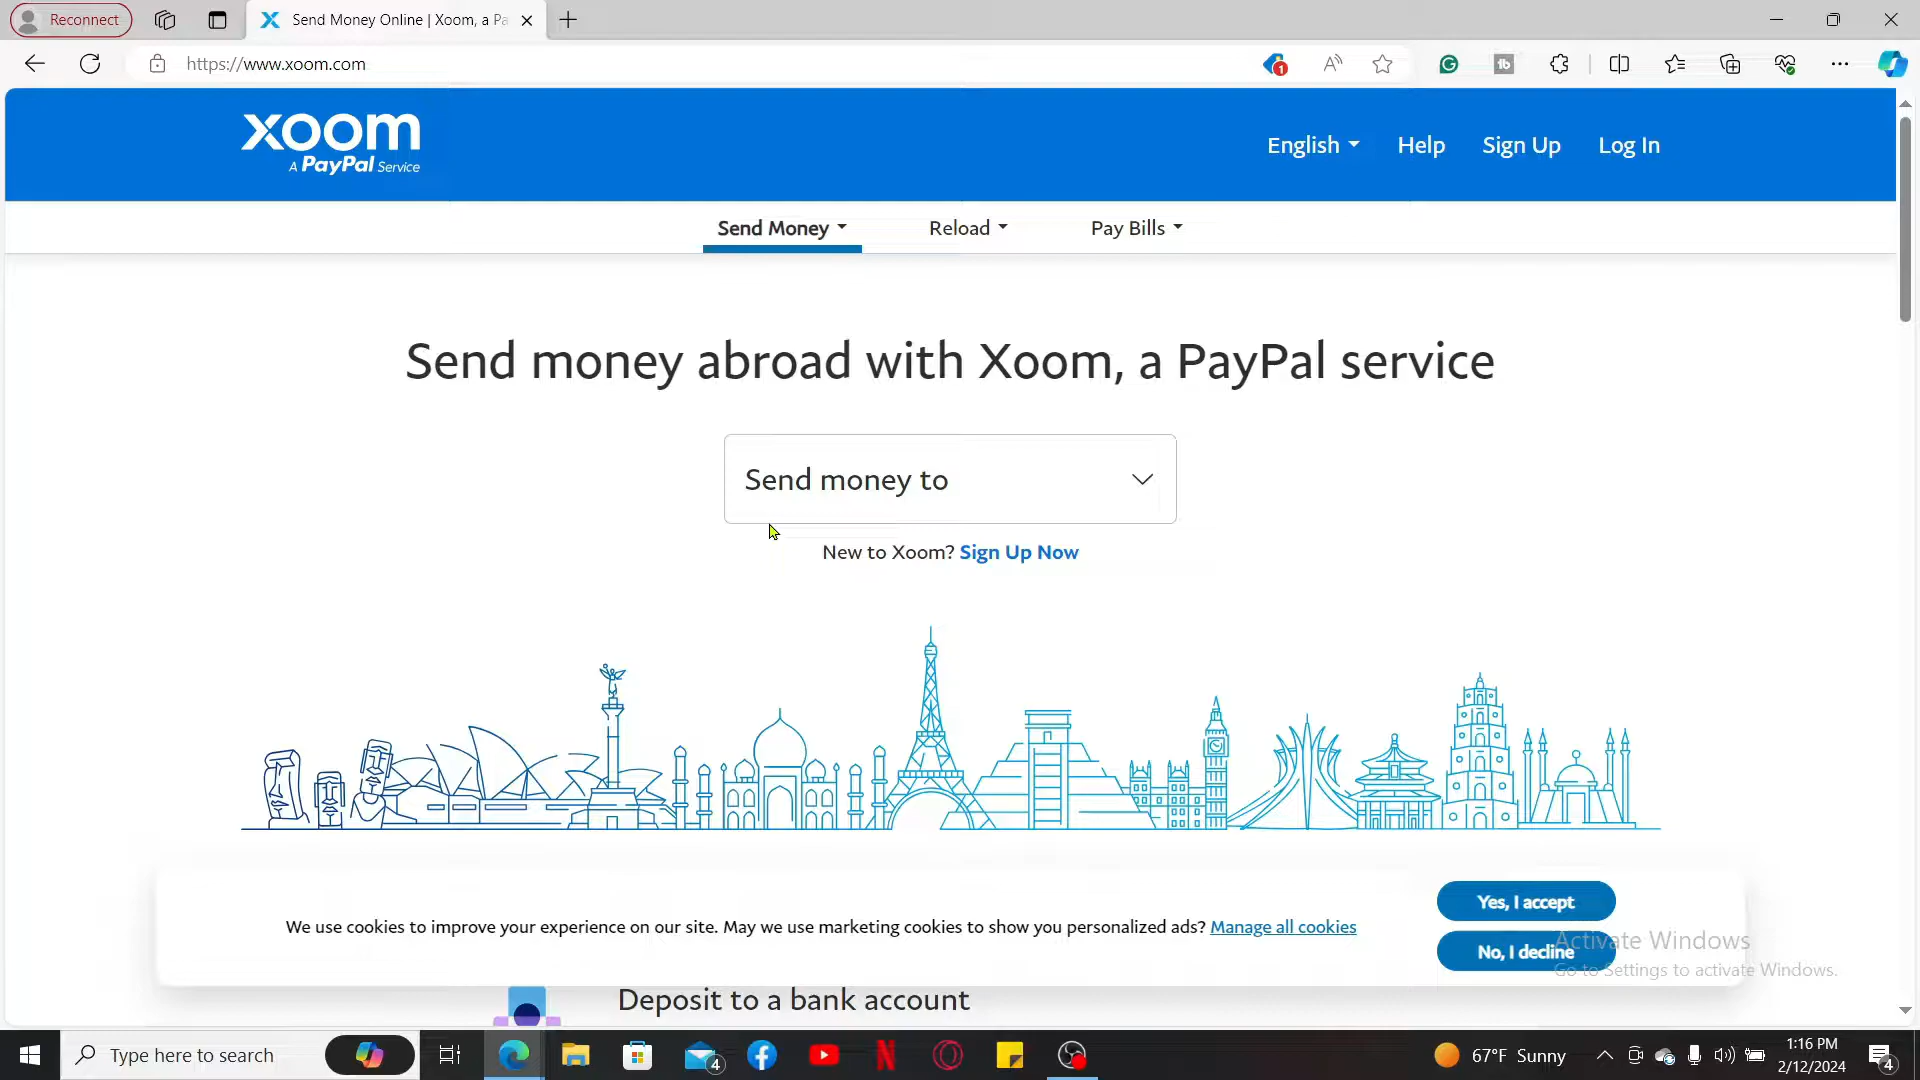 Reconnect
Send Money Online | Xoom, a Pa
https://www.xoom.com
1
xoom
A PayPal Service
English
Help
Sign Up
Log In
Send Money
Reload
Pay Bills
Send money abroad with Xoom, a PayPal service
Send money to
New to Xoom? Sign Up Now
We use cookies to improve your experience on our site. May we use marketing cookies to show you personalized ads? Manage all cookies
Yes, I accept
No, I decline
Activate Windows
Go to Settings to activate Windows.
Deposit to a bank account
Type here to search
4
67°F Sunny
1:16 PM
2/12/2024
4